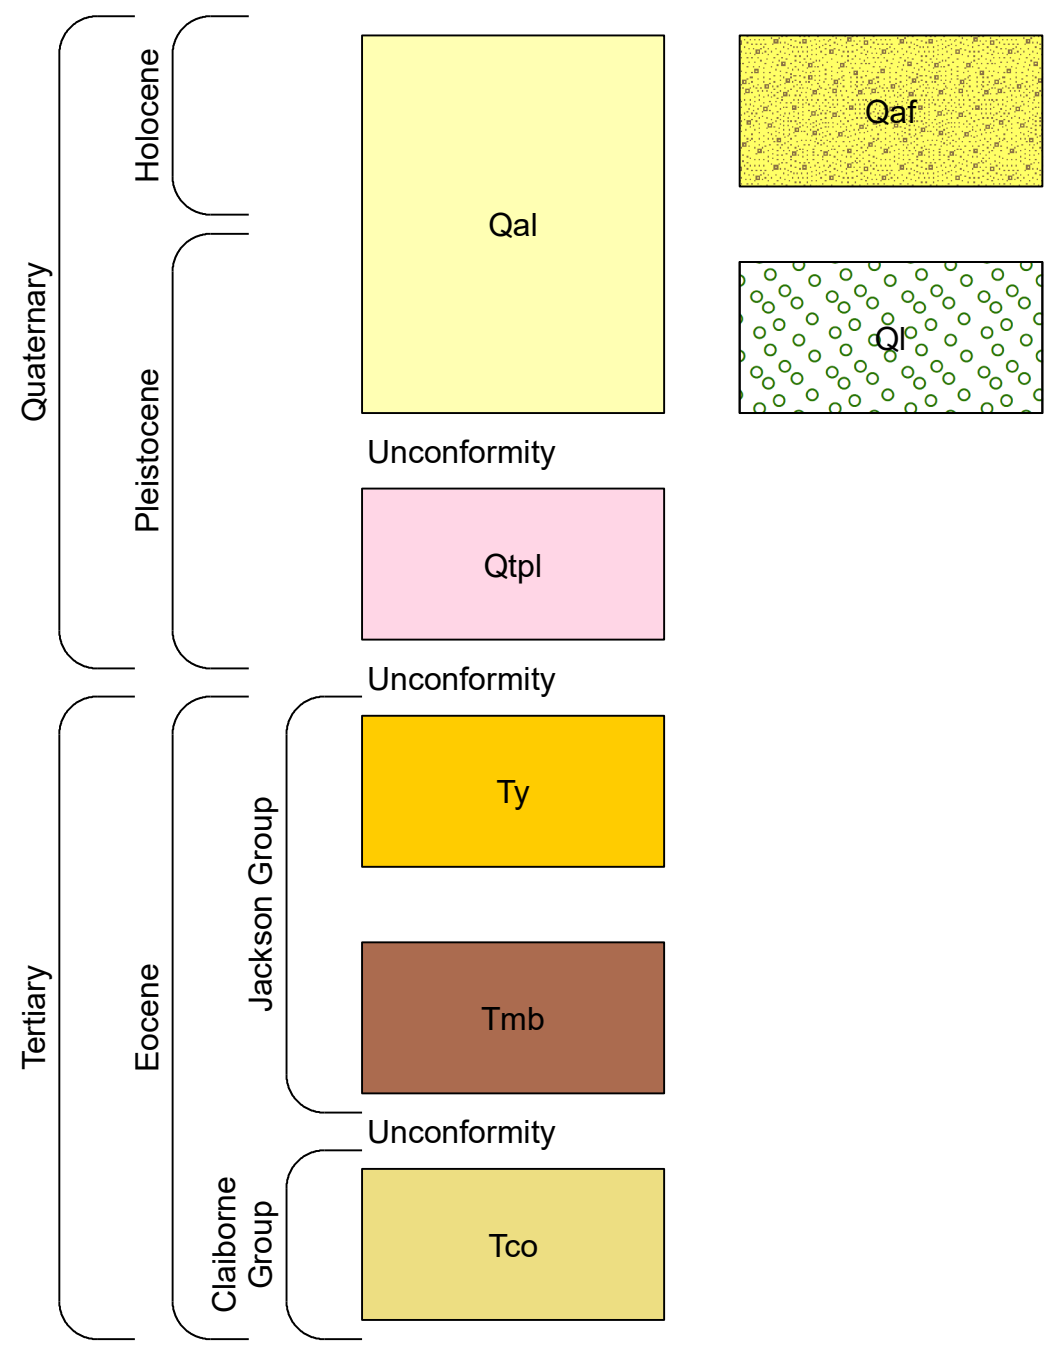 Quaternary
Holocene
Pleistocene
Qal
Qaf
Ql
Unconformity
Qtpl
Unconformity
Tertiary
Eocene
Jackson Group
Ty
Tmb
Unconformity
Claiborne
Group
Tco